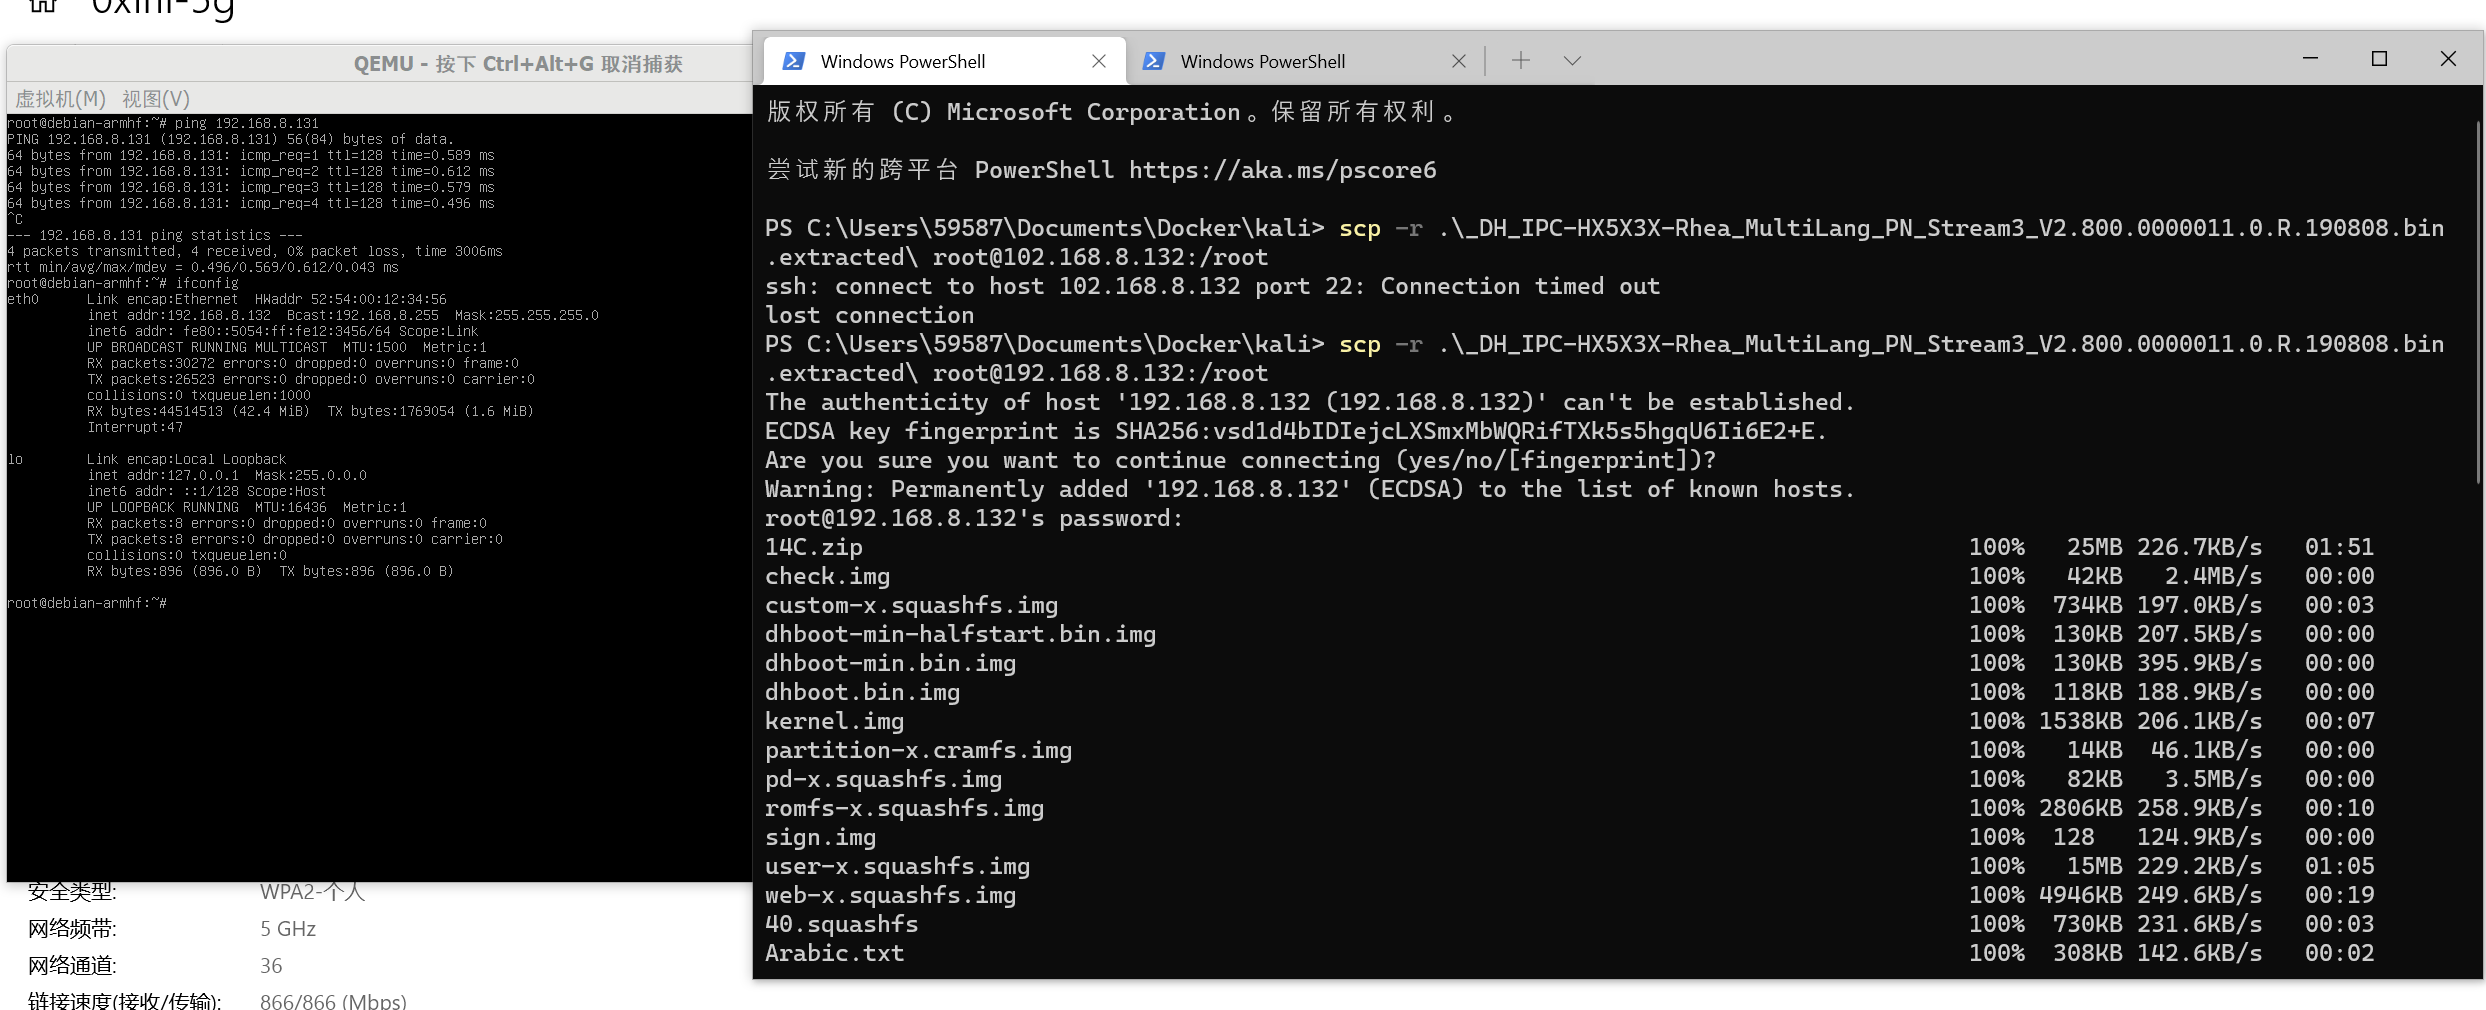 QEMU - 按下 Ctrl+Alt+G 取消捕获
虚拟机(M) 视图(V)
root@debian-armhf:~# ping 192.168.8.131
PING 192.168.8.131 (192.168.8.131) 56(84) bytes of data.
64 bytes from 192.168.8.131: icmp_req=1 ttl=128 time=0.589 ms
64 bytes from 192.168.8.131: icmp_req=2 ttl=128 time=0.612 ms
64 bytes from 192.168.8.131: icmp_req=3 ttl=128 time=0.579 ms
64 bytes from 192.168.8.131: icmp_req=4 ttl=128 time=0.496 ms
^C
--- 192.168.8.131 ping statistics ---
4 packets transmitted, 4 received, 0% packet loss, time 3006ms
rtt min/avg/max/mdev = 0.496/0.569/0.612/0.043 ms
root@debian-armhf:~# ifconfig
eth0 Link encap:Ethernet HWaddr 52:54:00:12:34:56
inet addr:192.168.8.132 Bcast:192.168.8.255 Mask:255.255.255.0
inet6 addr: fe80::5054:ff:fe12:3456/64 Scope:Link
UP BROADCAST RUNNING MULTICAST MTU:1500 Metric:1
RX packets:30272 errors:0 dropped:0 overruns:0 frame:0
TX packets:26523 errors:0 dropped:0 overruns:0 carrier:0
collisions:0 txqueuelen:1000
RX bytes:44514513 (42.4 MiB) TX bytes:1769054 (1.6 MiB)
Interrupt:47
lo Link encap:Local Loopback
inet addr:127.0.0.1 Mask:255.0.0.0
inet6 addr: ::1/128 Scope:Host
UP LOOPBACK RUNNING MTU:16436 Metric:1
RX packets:8 errors:0 dropped:0 overruns:0 frame:0
TX packets:8 errors:0 dropped:0 overruns:0 carrier:0
collisions:0 txqueuelen:0
RX bytes:896 (896.0 B) TX bytes:896 (896.0 B)
root@debian-armhf:~#
安全类型: WPA2-个人
网络频带: 5 GHz
网络通道: 36
链接速度(接收/传输): 866/866 (Mbps)
Windows PowerShell
Windows PowerShell
版权所有 (C) Microsoft Corporation。保留所有权利。
尝试新的跨平台 PowerShell https://aka.ms/pscore6
PS C:\Users\59587\Documents\Docker\kali> scp -r .\_DH_IPC-HX5X3X-Rhea_MultiLang_PN_Stream3_V2.800.0000011.0.R.190808.bin
.extracted\ root@102.168.8.132:/root
ssh: connect to host 102.168.8.132 port 22: Connection timed out
lost connection
PS C:\Users\59587\Documents\Docker\kali> scp -r .\_DH_IPC-HX5X3X-Rhea_MultiLang_PN_Stream3_V2.800.0000011.0.R.190808.bin
.extracted\ root@192.168.8.132:/root
The authenticity of host '192.168.8.132 (192.168.8.132)' can't be established.
ECDSA key fingerprint is SHA256:vsd1d4bIDIejcLXSmxMbWQRifTXk5s5hgqU6Ii6E2+E.
Are you sure you want to continue connecting (yes/no/[fingerprint])?
Warning: Permanently added '192.168.8.132' (ECDSA) to the list of known hosts.
root@192.168.8.132's password:
14C.zip 100% 25MB 226.7KB/s 01:51
check.img 100% 42KB 2.4MB/s 00:00
custom-x.squashfs.img 100% 734KB 197.0KB/s 00:03
dhboot-min-halfstart.bin.img 100% 130KB 207.5KB/s 00:00
dhboot-min.bin.img 100% 130KB 395.9KB/s 00:00
dhboot.bin.img 100% 118KB 188.9KB/s 00:00
kernel.img 100% 1538KB 206.1KB/s 00:07
partition-x.cramfs.img 100% 14KB 46.1KB/s 00:00
pd-x.squashfs.img 100% 82KB 3.5MB/s 00:00
romfs-x.squashfs.img 100% 2806KB 258.9KB/s 00:10
sign.img 100% 128 124.9KB/s 00:00
user-x.squashfs.img 100% 15MB 229.2KB/s 01:05
web-x.squashfs.img 100% 4946KB 249.6KB/s 00:19
40.squashfs 100% 730KB 231.6KB/s 00:03
Arabic.txt 100% 308KB 142.6KB/s 00:02